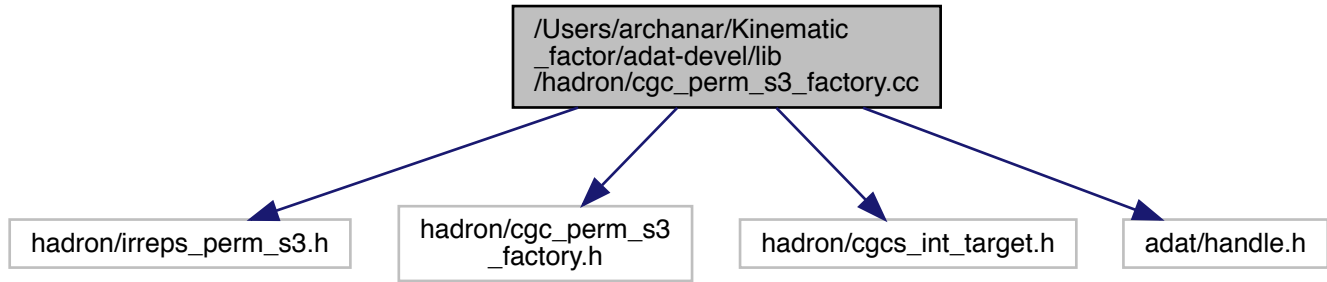 /Users/archanar/Kinematic
_factor/adat-devel/lib
/hadron/cgc_perm_s3_factory.cc
hadron/irreps_perm_s3.h
hadron/cgc_perm_s3
_factory.h
hadron/cgcs_int_target.h
adat/handle.h